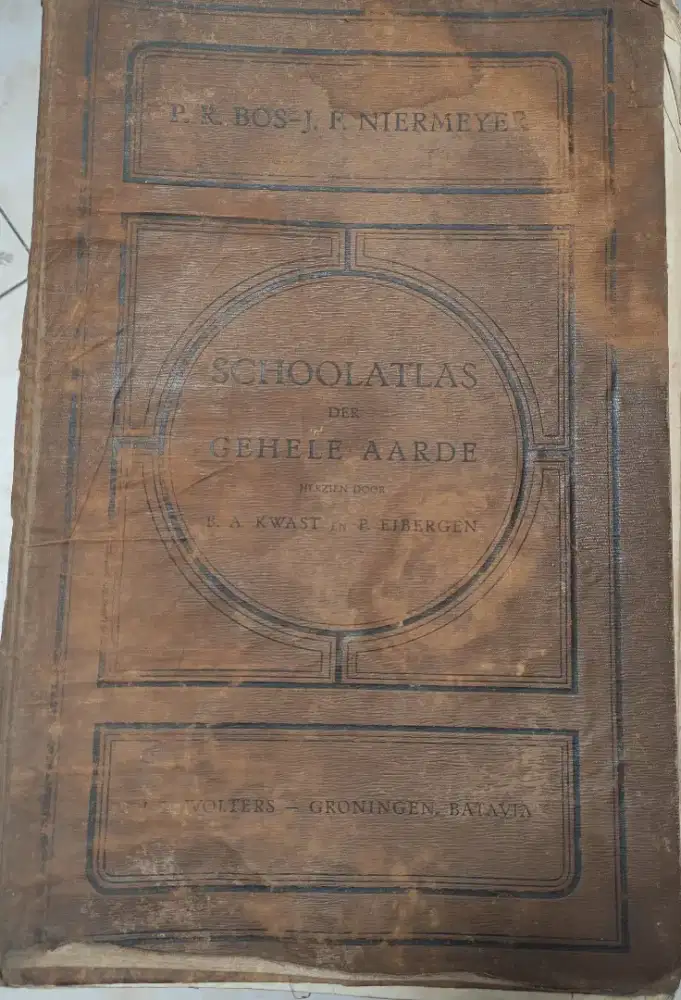 P. R. BOS-J. F. NIERMEYER
SCHOOLATLAS
DER
GEHELE AARDE
HERZIEN DOOR
B. A. KWAST EN P. EIBERGEN
WOLTERS – GRONINGEN, BATAVIA